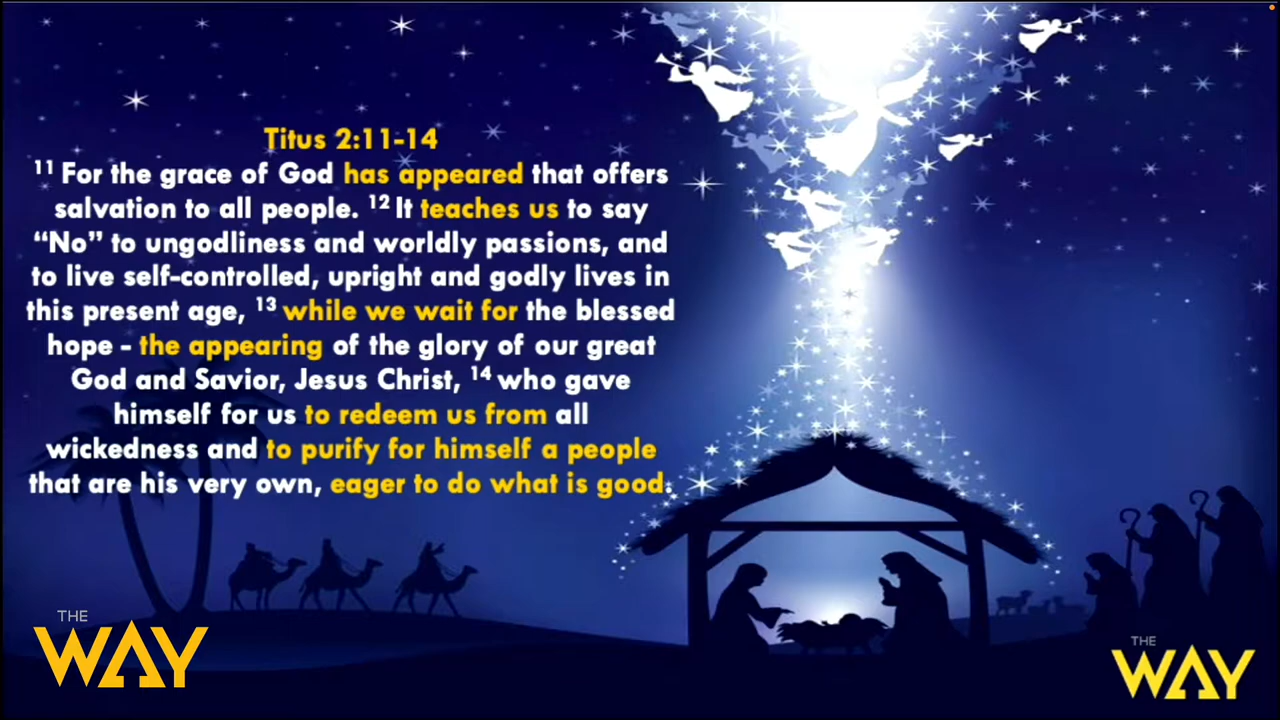 Titus 2:11-14
11 For the grace of God has appeared that offers
salvation to all people. 12 It teaches us to say
“No” to ungodliness and worldly passions, and
to live self-controlled, upright and godly lives in
this present age, 13 while we wait for the blessed
hope - the appearing of the glory of our great
God and Savior, Jesus Christ, 14 who gave
himself for us to redeem us from all
wickedness and to purify for himself a people
that are his very own, eager to do what is good.
THE
WAY
THE
WAY